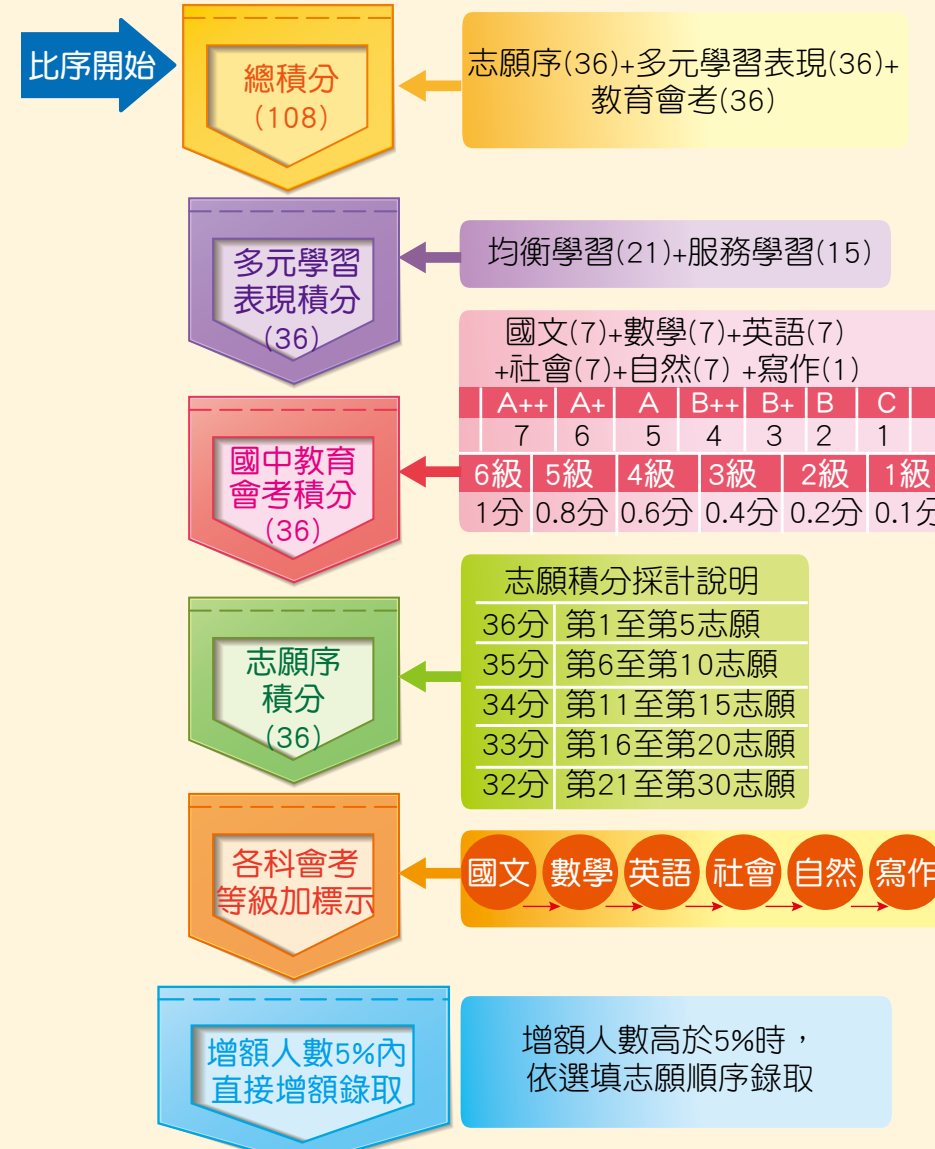 比序開始
總積分
(108)
志願序(36)+多元學習表現(36)+
教育會考(36)
多元學習
表現積分
(36)
均衡學習(21)+服務學習(15)
國中教育
會考積分
(36)
國文(7)+數學(7)+英語(7)
+社會(7)+自然(7) +寫作(1)
A++ A+ A B++ B+ B C
7 6 5 4 3 2 1
6級 5級 4級 3級 2級 1級
1分 0.8分 0.6分 0.4分 0.2分 0.1分
志願序
積分
(36)
志願積分採計說明
36分 第1至第5志願
35分 第6至第10志願
34分 第11至第15志願
33分 第16至第20志願
32分 第21至第30志願
各科會考
等級加標示
國文 數學 英語 社會 自然 寫作
增額人數5%內
直接增額錄取
增額人數高於5%時，
依選填志願順序錄取